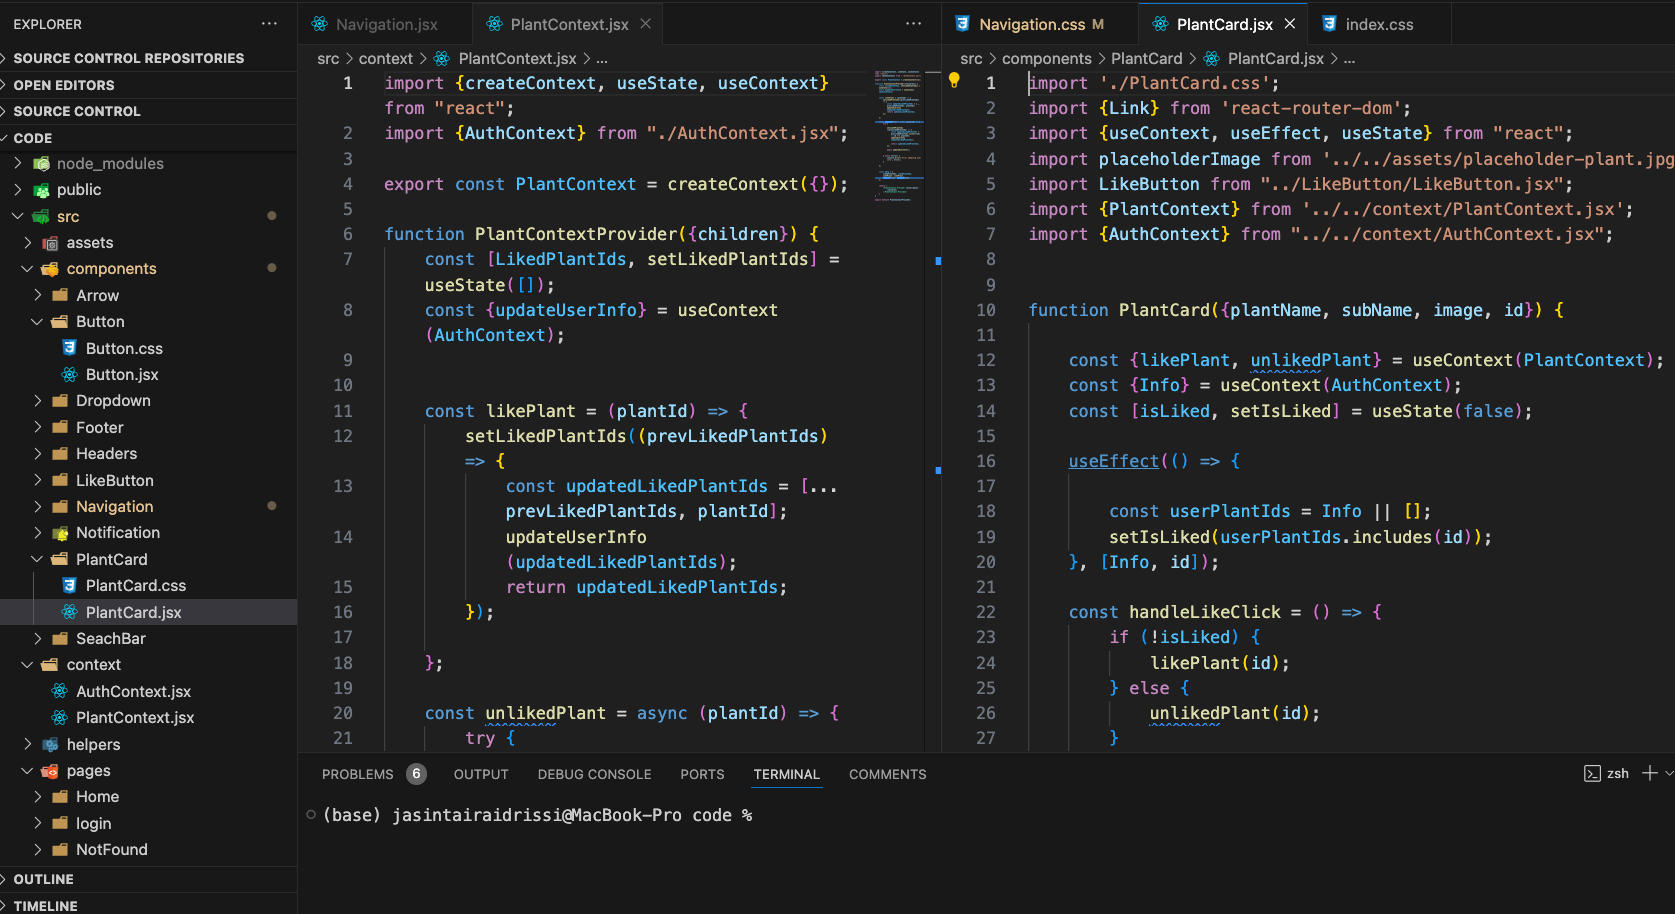 EXPLORER
SOURCE CONTROL REPOSITORIES
OPEN EDITORS
SOURCE CONTROL
CODE
node_modules
public
src
assets
components
Arrow
Button
Button.css
Button.jsx
Dropdown
Footer
Headers
LikeButton
Navigation
Notification
PlantCard
PlantCard.css
PlantCard.jsx
SeachBar
context
AuthContext.jsx
PlantContext.jsx
helpers
pages
Home
login
NotFound
OUTLINE
TIMELINE
Navigation.jsx
PlantContext.jsx
src > context > PlantContext.jsx > ...
1 import {createContext, useState, useContext}
from "react";
2 import {AuthContext} from "./AuthContext.jsx";
3
4 export const PlantContext = createContext({});
5
6 function PlantContextProvider({children}) {
7 const [LikedPlantIds, setLikedPlantIds] =
useState([]);
8 const {updateUserInfo} = useContext
(AuthContext);
9
10
11 const likePlant = (plantId) => {
12 setLikedPlantIds((prevLikedPlantIds)
=> {
13 const updatedLikedPlantIds = [...
prevLikedPlantIds, plantId];
14 updateUserInfo
(updatedLikedPlantIds);
15 return updatedLikedPlantIds;
16 });
17
18 };
19
20 const unlikedPlant = async (plantId) => {
21 try {
Navigation.css M
PlantCard.jsx
index.css
src > components > PlantCard > PlantCard.jsx > ...
1 import './PlantCard.css';
2 import {Link} from 'react-router-dom';
3 import {useContext, useEffect, useState} from "react";
4 import placeholderImage from '../../assets/placeholder-plant.jpg
5 import LikeButton from "../LikeButton/LikeButton.jsx";
6 import {PlantContext} from '../../context/PlantContext.jsx';
7 import {AuthContext} from "../../context/AuthContext.jsx";
8
9
10 function PlantCard({plantName, subName, image, id}) {
11
12 const {likePlant, unlikedPlant} = useContext(PlantContext);
13 const {Info} = useContext(AuthContext);
14 const [isLiked, setIsLiked] = useState(false);
15
16 useEffect(() => {
17
18 const userPlantIds = Info || [];
19 setIsLiked(userPlantIds.includes(id));
20 }, [Info, id]);
21
22 const handleLikeClick = () => {
23 if (!isLiked) {
24 likePlant(id);
25 } else {
26 unlikedPlant(id);
27 }
PROBLEMS 6 OUTPUT DEBUG CONSOLE PORTS TERMINAL COMMENTS
zsh
(base) jasintairaidrissi@MacBook-Pro code %